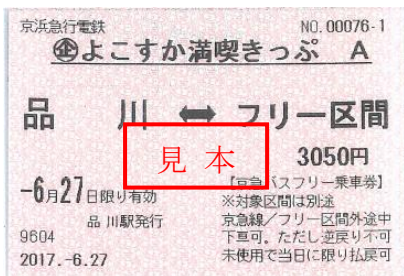 京浜急行電鉄 NO.00076-1
企よこすか満喫きっぷ A
品川 ⬌ フリー区間
見本
3050円
-6月27日限り有効
【京急バスフリー乗車券】
※対象区間は別途
品川駅発行
京急線/フリー区間外途中
9604
下車可。ただし逆戻り不可
2017.-6.27
未使用で当日に限り払戻可